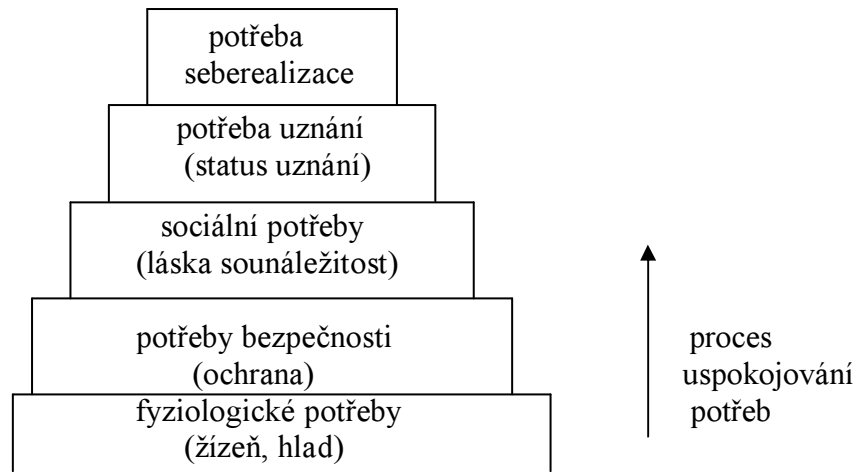 potřeba
seberealizace
potřeba uznání
(status uznání)
sociální potřeby
(láska sounáležitost)
potřeby bezpečnosti
(ochrana)
fyziologické potřeby
(žízeň, hlad)
proces
uspokojování
potřeb